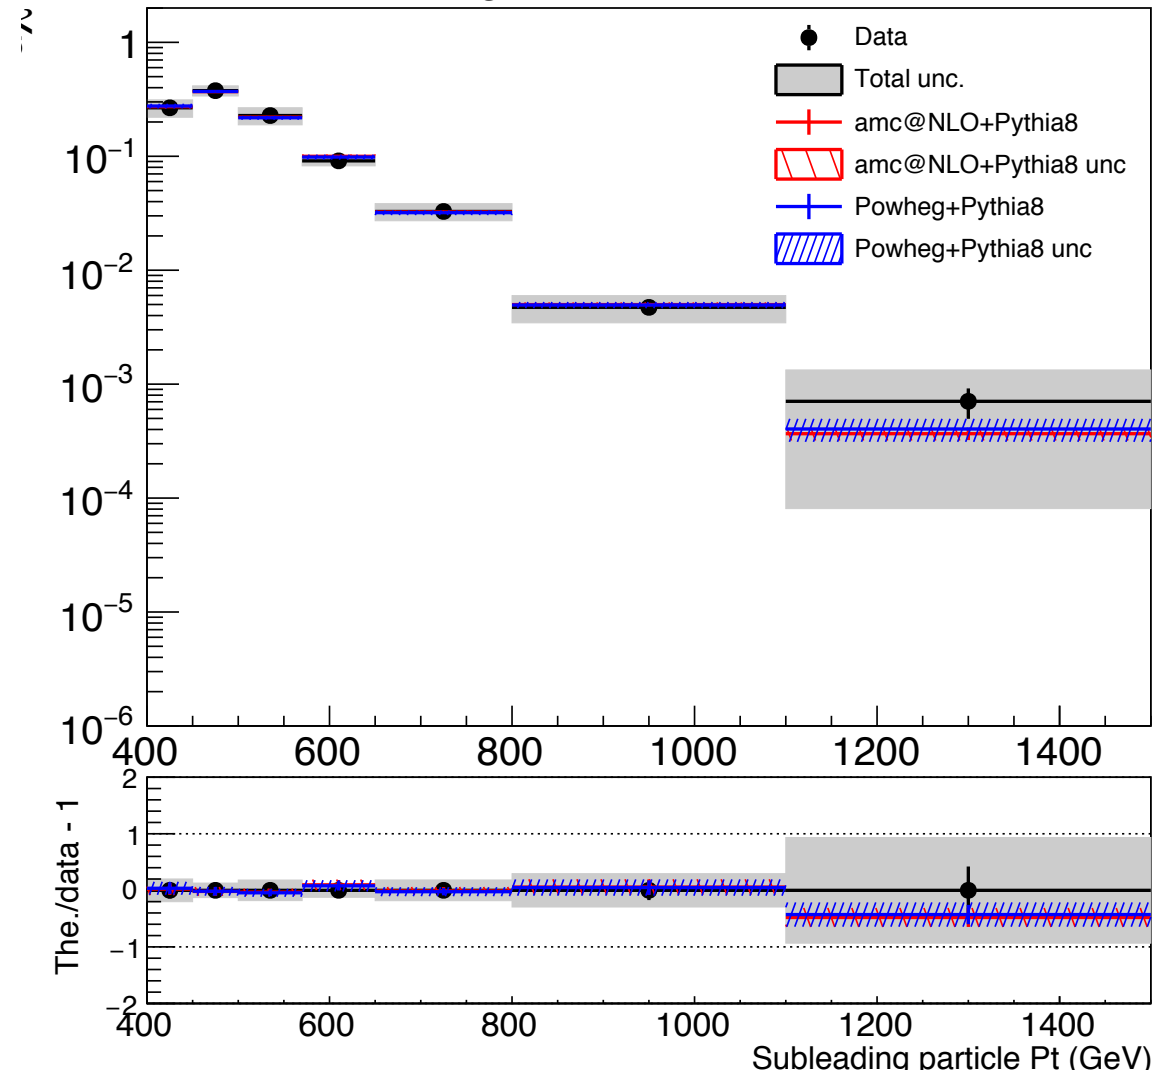 Data
Total unc.
amc@NLO+Pythia8
amc@NLO+Pythia8 unc
Powheg+Pythia8
Powheg+Pythia8 unc
1
10⁻¹
10⁻²
10⁻³
10⁻⁴
10⁻⁵
10⁻⁶
400 600 800 1000 1200 1400
The./data - 1
2
1
0
−1
−2
400 600 800 1000 1200 1400
Subleading particle Pt (GeV)